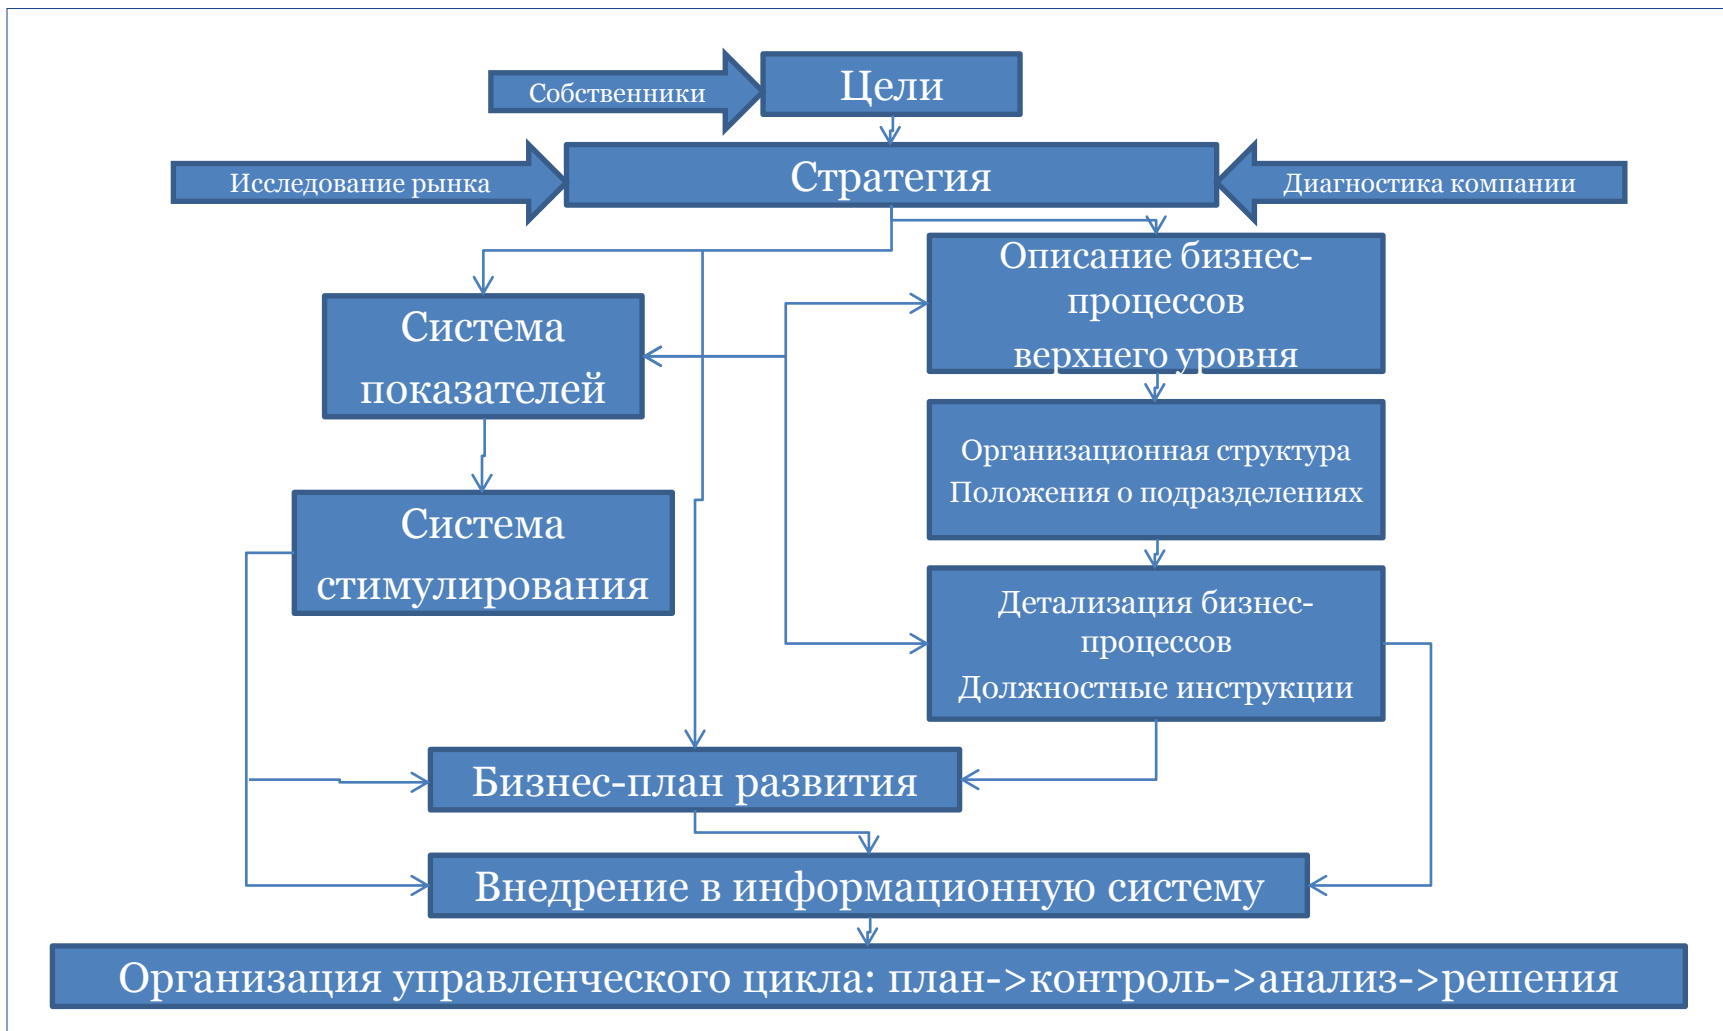 Цели
Собственники
Стратегия
Исследование рынка
Диагностика компании
Описание бизнес-
процессов
верхнего уровня
Система
показателей
Организационная структура
Положения о подразделениях
Система
стимулирования
Детализация бизнес-
процессов
Должностные инструкции
Бизнес-план развития
Внедрение в информационную систему
Организация управленческого цикла: план->контроль->анализ->решения